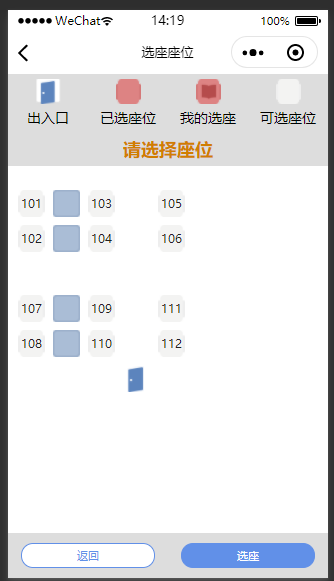 WeChat 14:19 100%
选座座位
出入口 已选座位 我的选座 可选座位
请选择座位
101 103 105
102 104 106
107 109 111
108 110 112
返回 选座